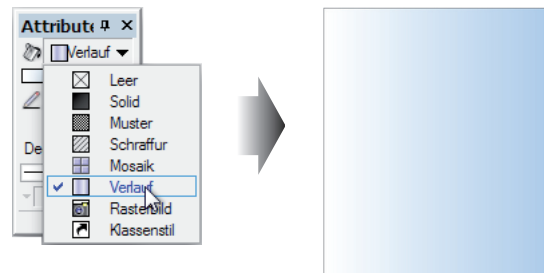 Attribute
Verlauf
Leer
Solid
Muster
Schraffur
De
Mosaik
Verlauf
Rasterbild
Klassenstil